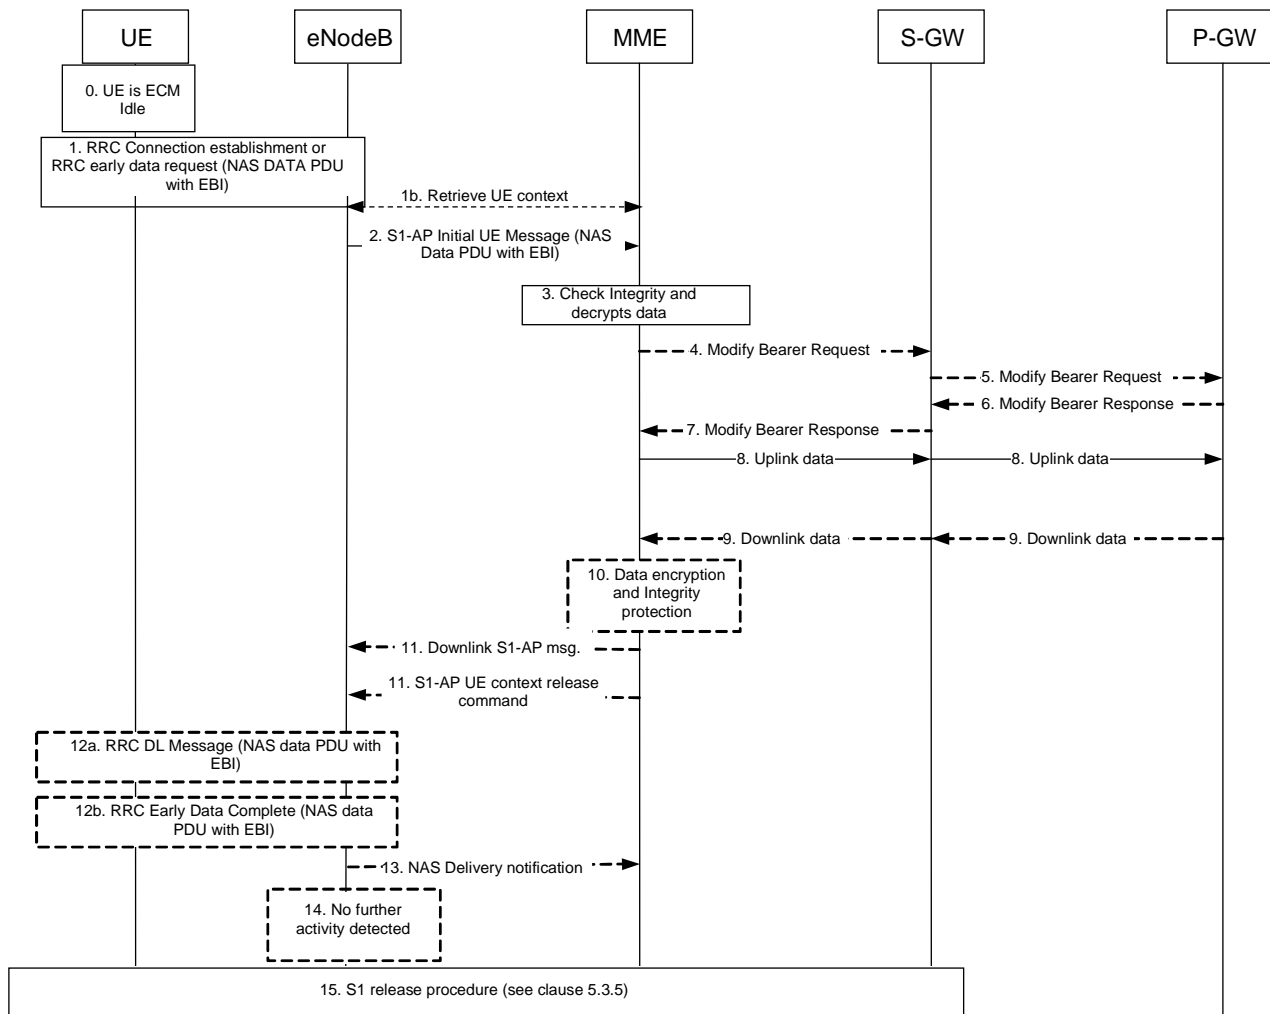 UE
eNodeB
MME
S-GW
P-GW
0. UE is ECM
Idle
1. RRC Connection establishment or
RRC early data request (NAS DATA PDU
with EBI)
1b. Retrieve UE context
2. S1-AP Initial UE Message (NAS
Data PDU with EBI)
3. Check Integrity and
decrypts data
4. Modify Bearer Request
5. Modify Bearer Request
6. Modify Bearer Response
7. Modify Bearer Response
8. Uplink data
8. Uplink data
9. Downlink data
9. Downlink data
10. Data encryption
and Integrity
protection
11. Downlink S1-AP msg.
11. S1-AP UE context release
command
12a. RRC DL Message (NAS data PDU with
EBI)
12b. RRC Early Data Complete (NAS data
PDU with EBI)
13. NAS Delivery notification
14. No further
activity detected
15. S1 release procedure (see clause 5.3.5)